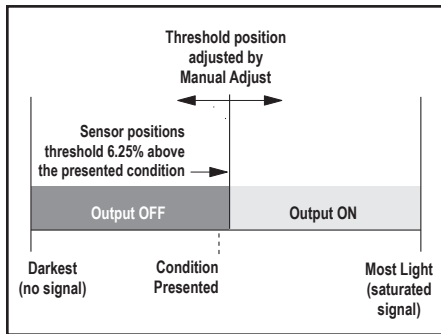 Threshold position
adjusted by
Manual Adjust
Sensor positions
threshold 6.25% above
the presented condition
Output OFF
Output ON
Darkest
(no signal)
Condition
Presented
Most Light
(saturated
signal)